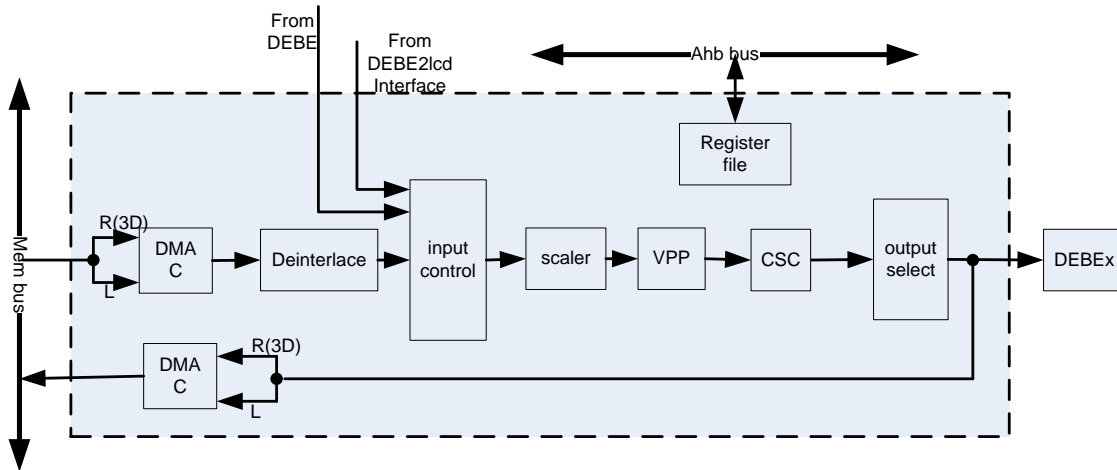 From
DEBE
From
DEBE2lcd
Interface
Ahb bus
Register
file
Mem bus
R(3D)
L
DMA
C
Deinterlace
input
control
scaler
VPP
CSC
output
select
DEBEx
DMA
C
R(3D)
L